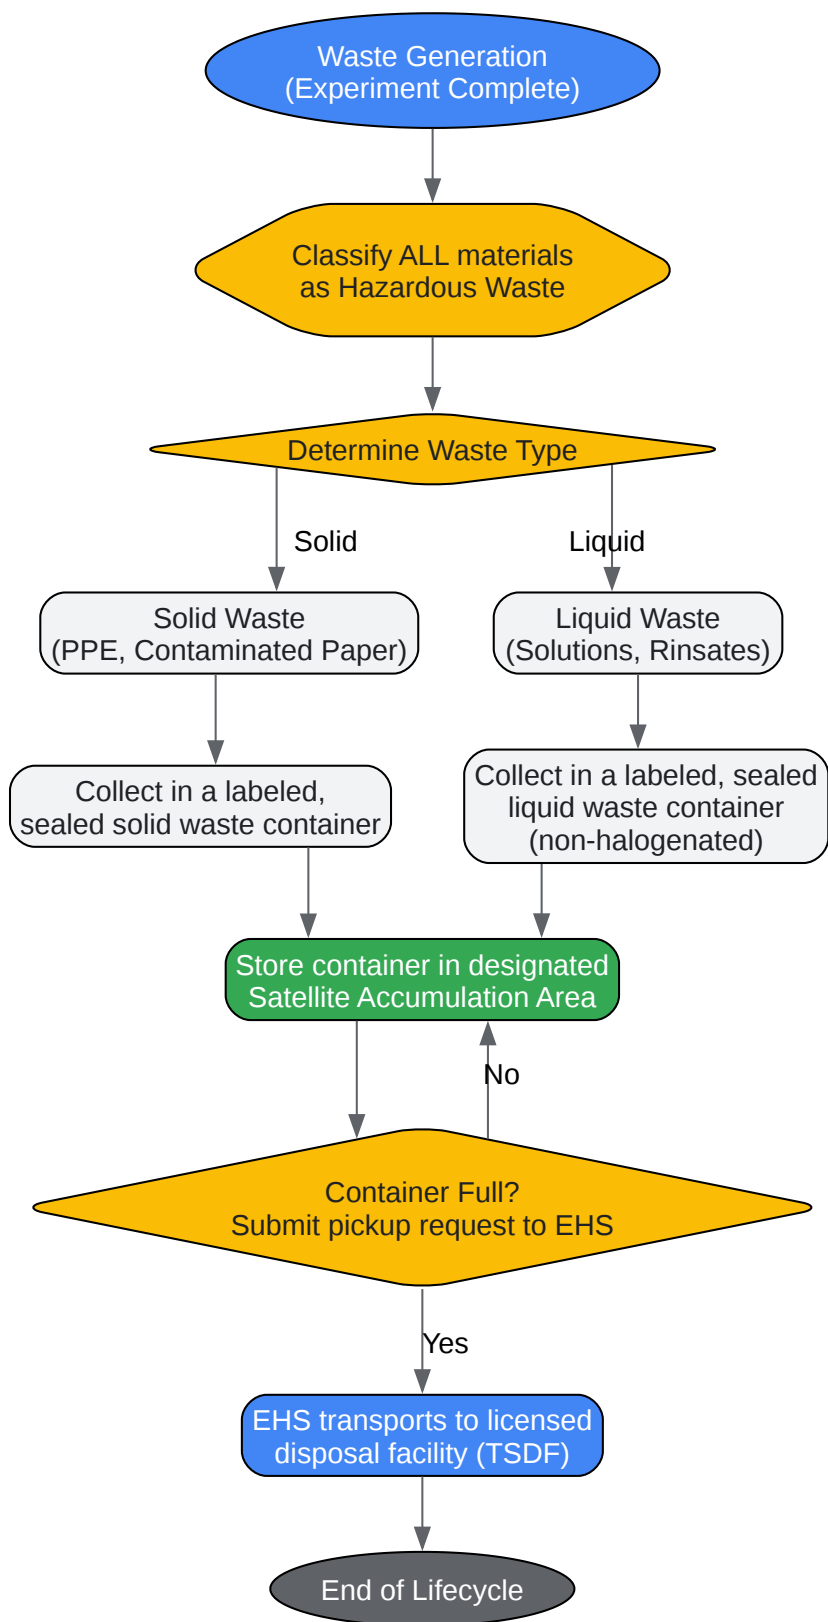 Waste Generation
(Experiment Complete)
Classify ALL materials
as Hazardous Waste
Determine Waste Type
Solid
Liquid
Solid Waste
(PPE, Contaminated Paper)
Liquid Waste
(Solutions, Rinsates)
Collect in a labeled,
sealed solid waste container
Collect in a labeled, sealed
liquid waste container
(non-halogenated)
Store container in designated
Satellite Accumulation Area
No
Container Full?
Submit pickup request to EHS
Yes
EHS transports to licensed
disposal facility (TSDF)
End of Lifecycle